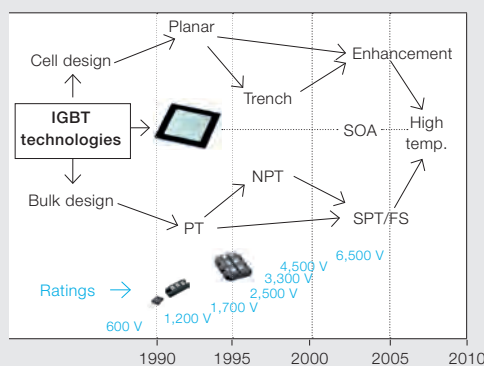 Planar
Cell design
Enhancement
Trench
IGBT
technologies
SOA
High
temp.
NPT
Bulk design
PT
SPT/FS
Ratings
600 V
1,200 V
1,700 V
2,500 V
3,300 V
4,500 V
6,500 V
1990
1995
2000
2005
2010